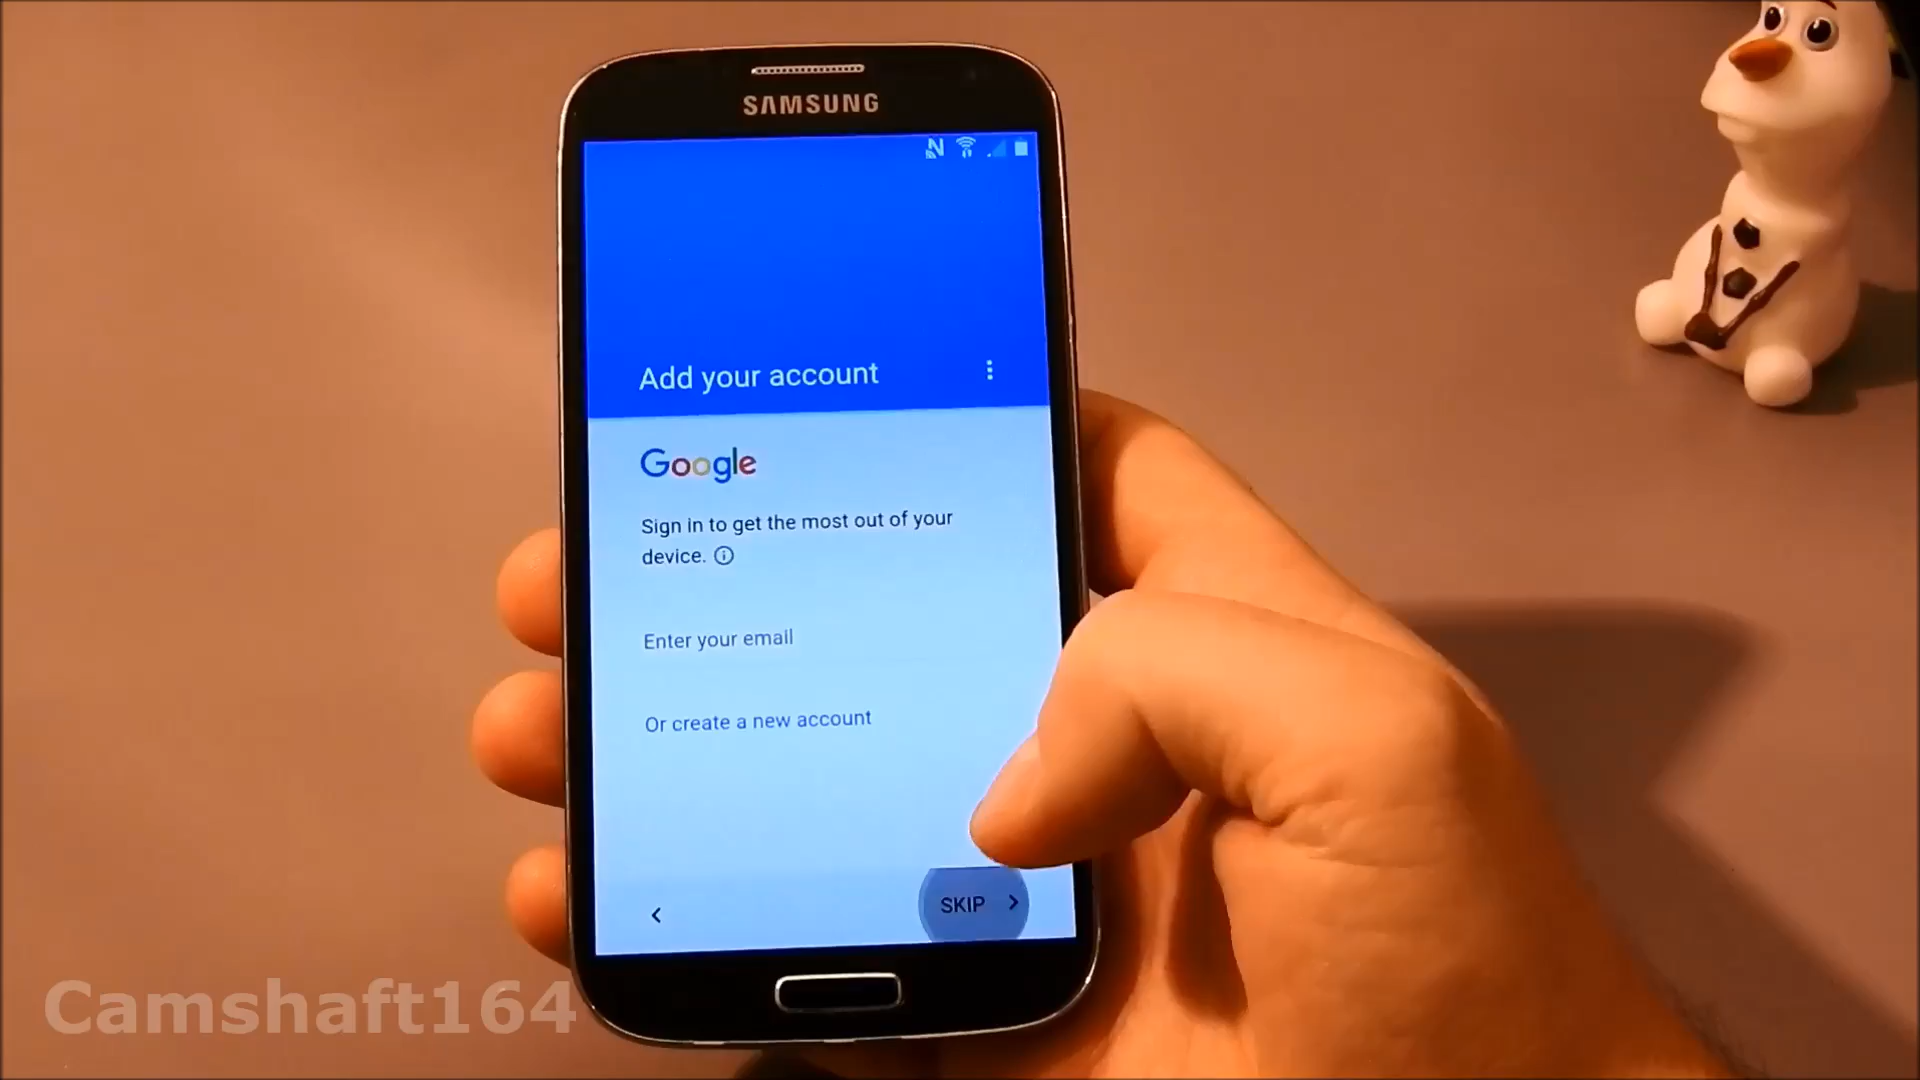 SAMSUNG
Add your account
Google
Sign in to get the most out of your
device.
Enter your email
Or create a new account
SKIP
Camshaft164